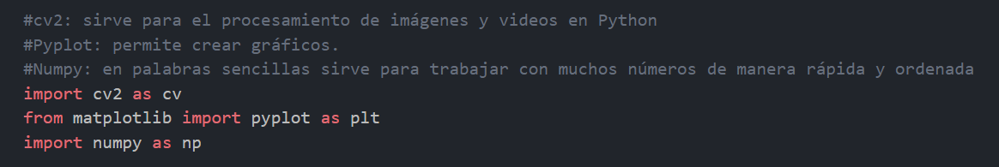 #cv2: sirve para el procesamiento de imágenes y videos en Python
#Pyplot: permite crear gráficos.
#Numpy: en palabras sencillas sirve para trabajar con muchos números de manera rápida y ordenada
import cv2 as cv
from matplotlib import pyplot as plt
import numpy as np